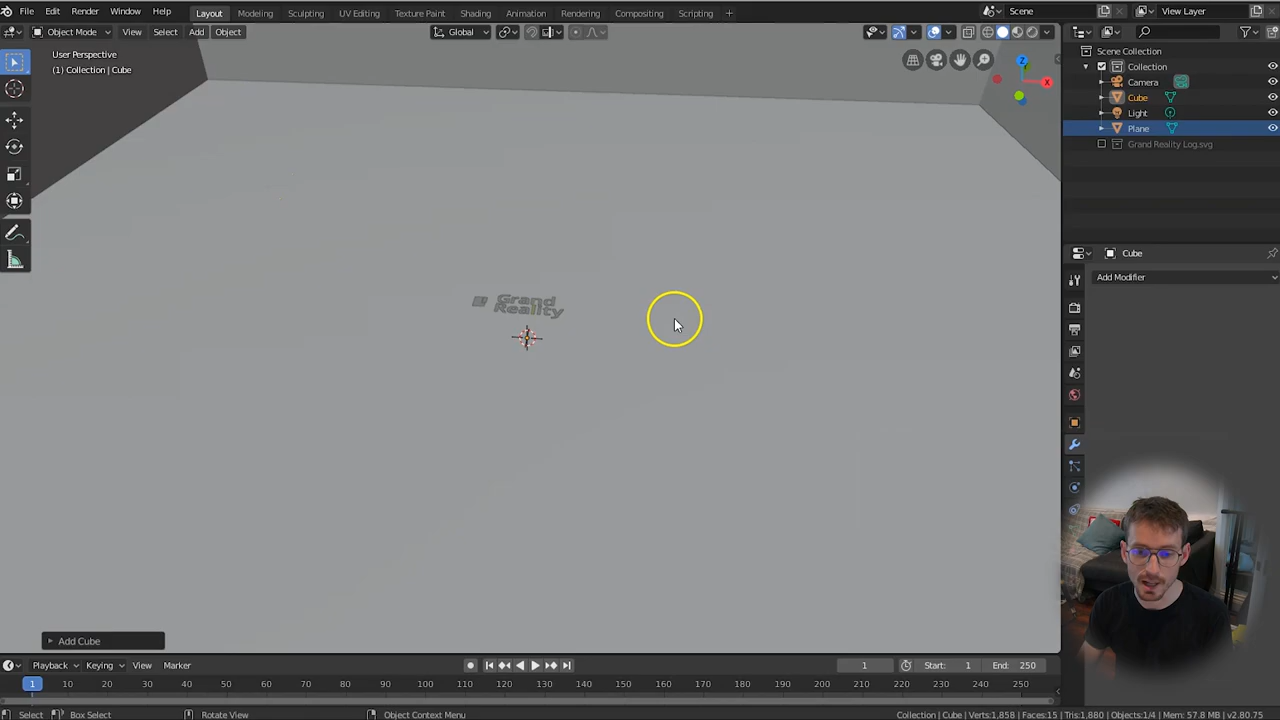 File Edit Render Window Help Layout Modeling Sculpting UV Editing Texture Paint Shading Animation Rendering Compositing Scripting + Scene View Layer
Object Mode View Select Add Object Global
User Perspective
(1) Collection | Cube
Z
X
Scene Collection
Collection
Camera
Cube
Light
Plane
Grand Reality Log.svg
Cube
Add Modifier
Grand
Reality
Add Cube
Playback Keying View Marker 1 Start: 1 End: 250
1 10 20 30 40 50 60 70 80 90 100 110 120 130 140 150 160 170 180 190 200 210 220 230 240 250
Select Box Select Rotate View Object Context Menu Collection | Cube | Verts:1,858 | Faces:15 | Tris:1,880 | Objects:1/4 | Mem: 57.8 MB | v2.80.75